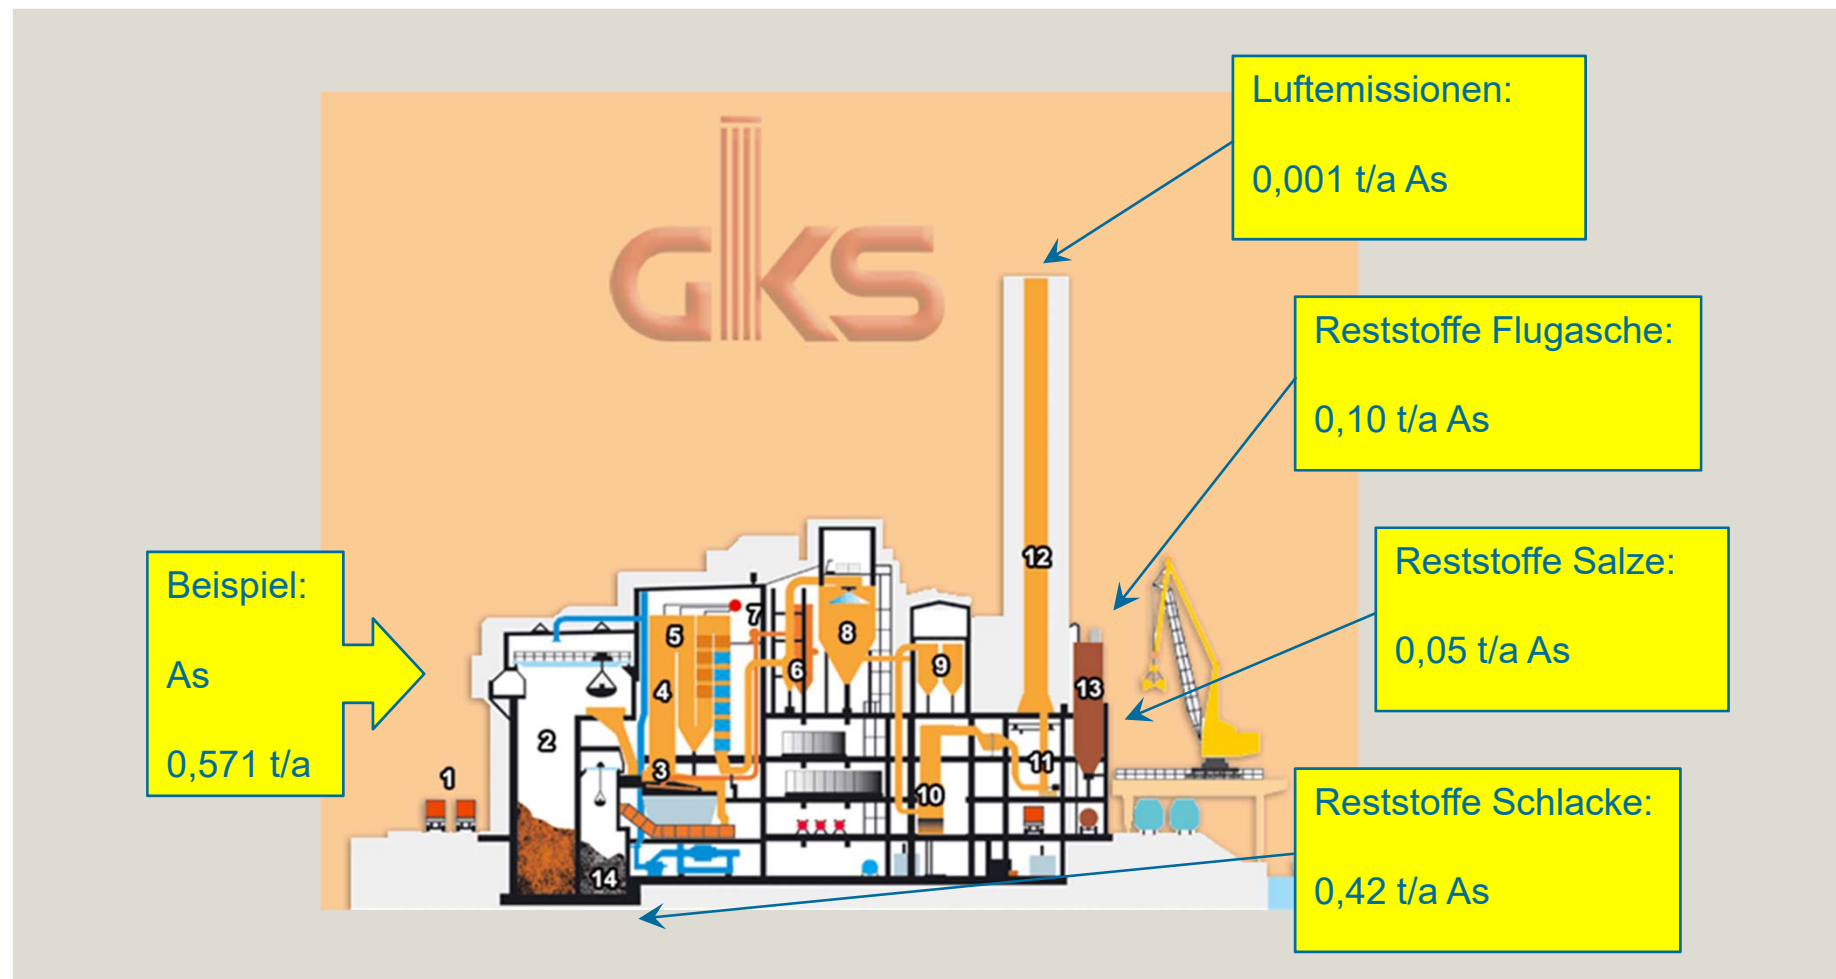 Luftemissionen:
0,001 t/a As
GKS
Reststoffe Flugasche:
0,10 t/a As
Reststoffe Salze:
0,05 t/a As
Beispiel:
As
0,571 t/a
Reststoffe Schlacke:
0,42 t/a As
1
2
3
4
5
6
7
8
9
10
11
12
13
14